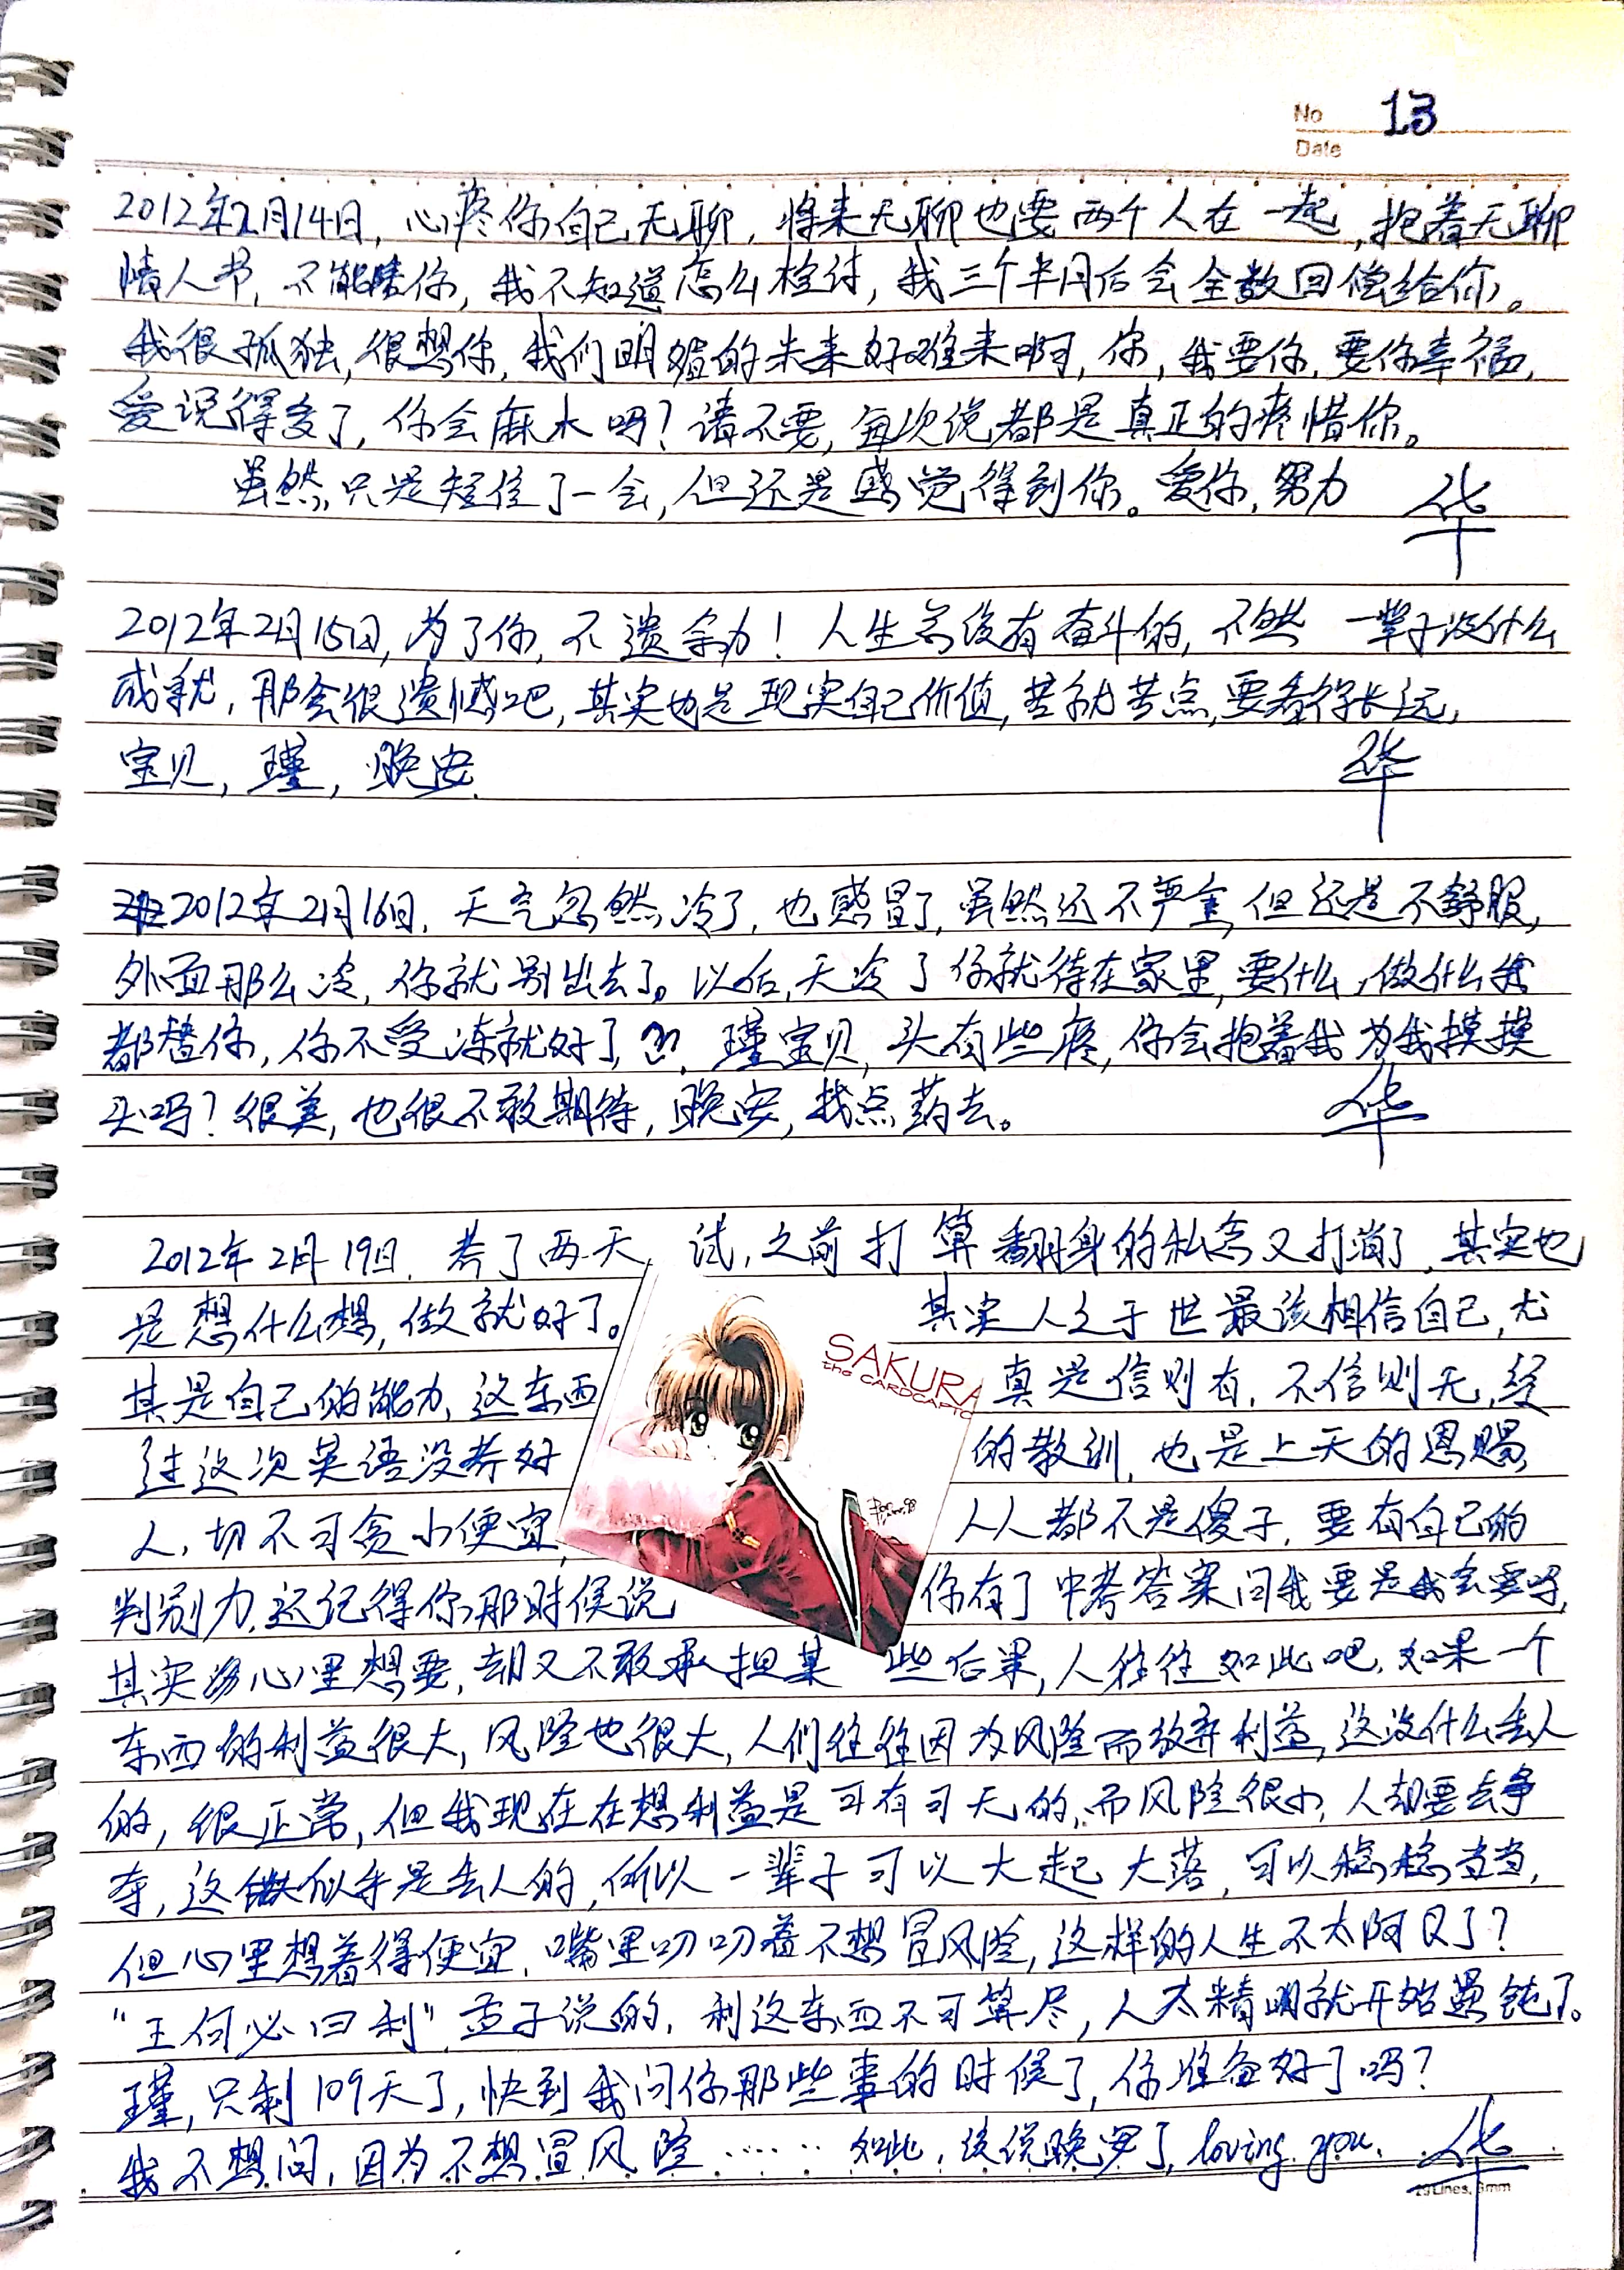 No 13
Date
2012年2月14日,心疼你自己无聊,将来无聊也要两个人在一起,抱着无聊
情人节,不能陪你,我不知道怎么检讨,我三个半月后会全数回偿给你。
我很孤独,很想你,我们明媚的未来好难来啊,你,我要你,要你幸福,
爱说得多了,你会麻木吗?请不要,每次说都是真正的疼惜你。
虽然只是短信了一会,但还是感觉得到你。爱你,努力 华
2012年2月15日,为了你,不遗余力!人生总没有奋斗的,不然一辈子没什么
成就,那会很遗憾吧,其实也是现实自己价值,苦就苦点,要看得长远,
宝贝,瑾,晚安. 华
2012年2月16日,天气忽然冷了,也感冒了,虽然还不严重,但还是不舒服,
外面那么冷,你就别出去了。以后,天冷了你就待在家里,要什么,做什么我
都替你,你不受冻就好了,瑾宝贝,头有些疼,你会抱着我为我摸摸
头吗?很美,也很不敢期待,晚安,找点药去。 华
2012年2月19日.考了两天试,之前打算翻身的私念又打消了,其实也
是想什么想,做就好了。其实人之于世最该相信自己,尤
SAKURA
the CARDCAPTO
其是自己的能力,这东西真是信则有,不信则无,经
过这次英语没考好的教训,也是上天的恩赐
人,切不可贪小便宜,人人都不是傻子,要有自己的
判别力,还记得你那时候说你有了中考答案问我要是我会要吗,
其实心里想要,却又不敢承担某些后果,人往往如此吧.如果一个
东西的利益很大,风险也很大,人们往往因为风险而放弃利益,这没什么丢人
的,很正常,但我现在在想利益是可有可无的,而风险很小,人却要去争
夺,这似乎是丢人的,所以一辈子可以大起大落,可以稳稳当当,
但心里想着得便宜,嘴里叨叨着不想冒风险,这样的人生不太阿Q了?
“王何必曰利”孟子说的,利这东西不可算尽,人太精明就开始愚钝了。
瑾,只剩109天了,快到我问你那些事的时候了,你准备好了吗?
我不想问,因为不想冒风险……如此,该说晚安了,loving you. 华
23Lines, 9mm